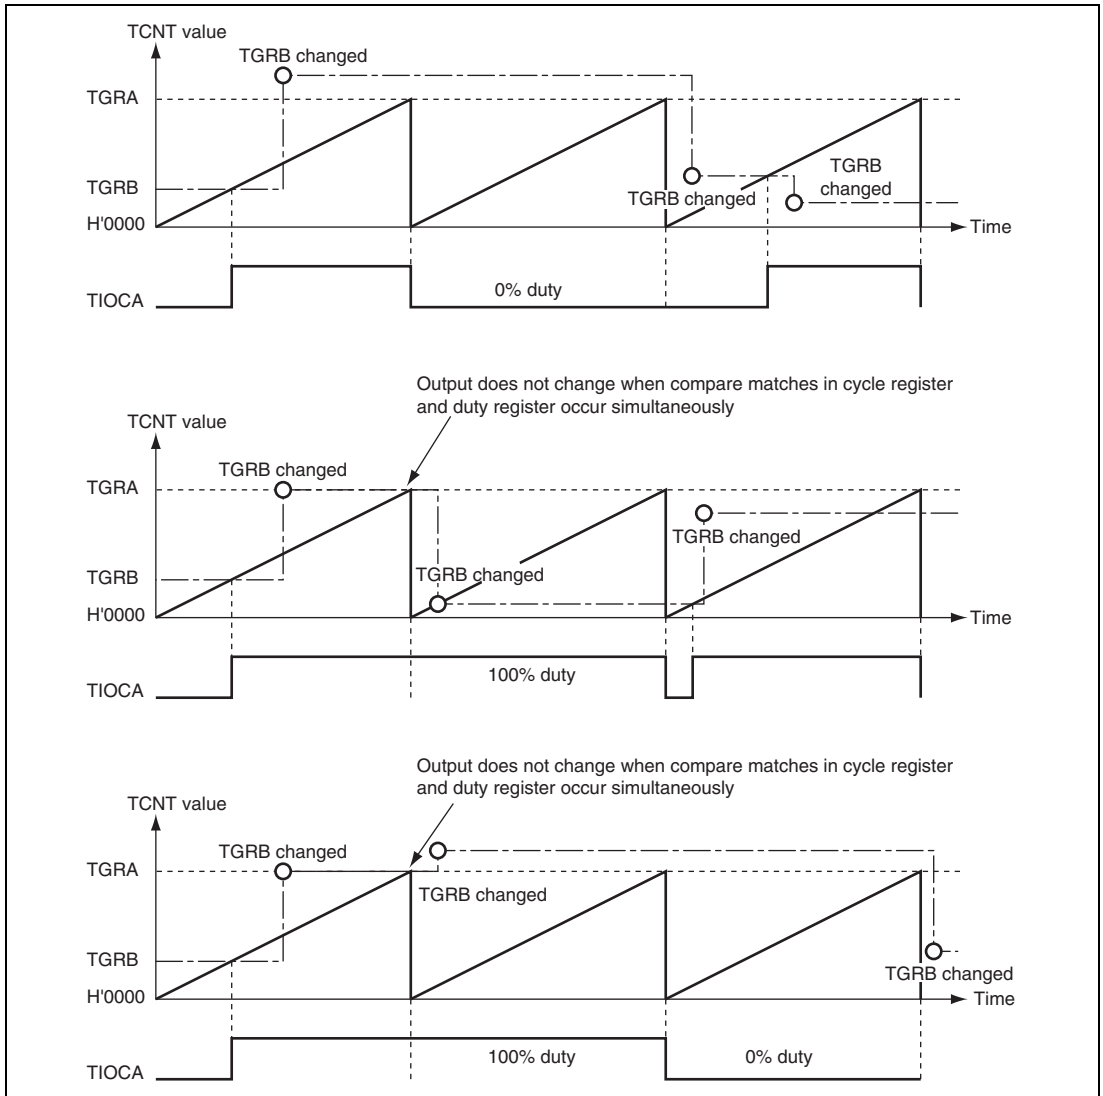 TCNT value
TGRB changed
TGRA
TGRB
changed
TGRB
TGRB changed
H'0000
Time
0% duty
TIOCA
Output does not change when compare matches in cycle register
and duty register occur simultaneously
TCNT value
TGRB changed
TGRA
TGRB changed
TGRB changed
TGRB
H'0000
Time
100% duty
TIOCA
Output does not change when compare matches in cycle register
and duty register occur simultaneously
TCNT value
TGRB changed
TGRA
TGRB changed
TGRB
TGRB changed
H'0000
Time
100% duty
0% duty
TIOCA